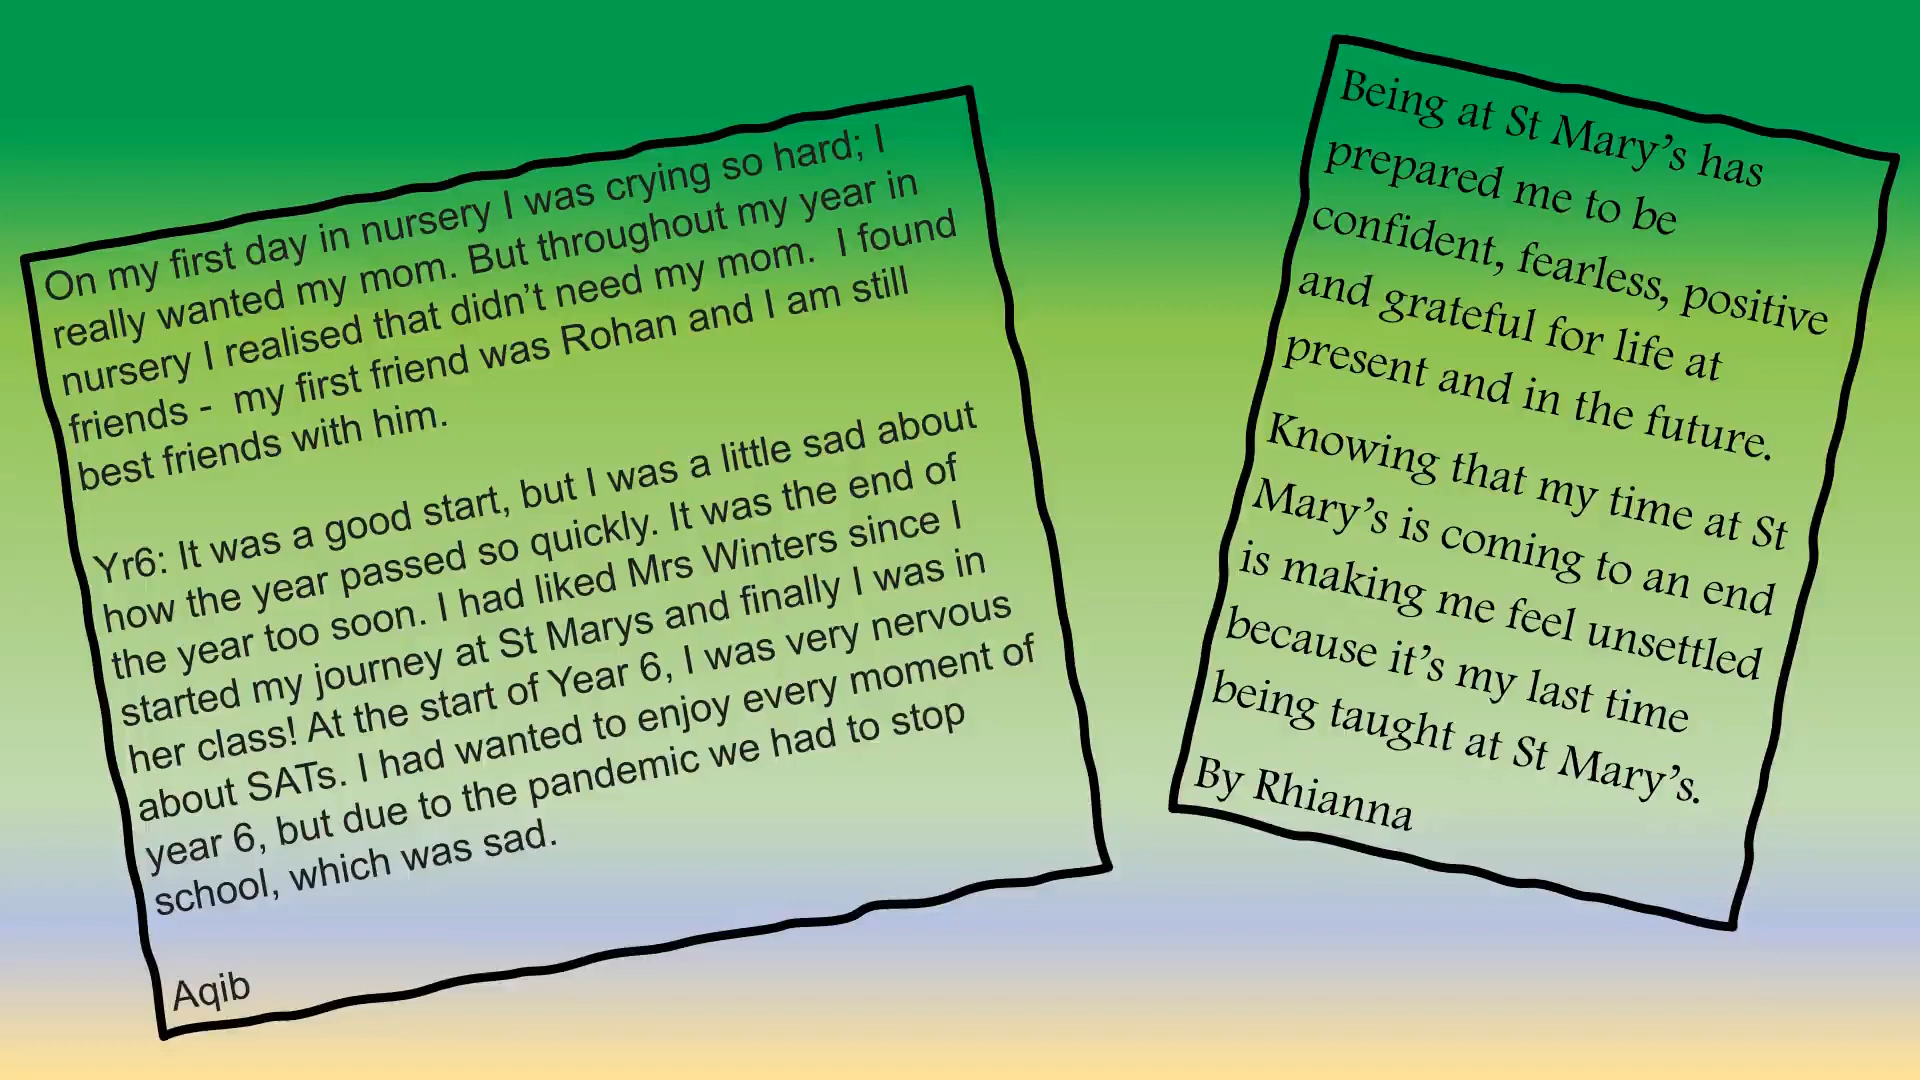 On my first day in nursery I was crying so hard; I
really wanted my mom. But throughout my year in
nursery I realised that didn’t need my mom.  I found
friends -  my first friend was Rohan and I am still
best friends with him.
Yr6: It was a good start, but I was a little sad about
how the year passed so quickly. It was the end of
the year too soon. I had liked Mrs Winters since I
started my journey at St Marys and finally I was in
her class! At the start of Year 6, I was very nervous
about SATs. I had wanted to enjoy every moment of
year 6, but due to the pandemic we had to stop
school, which was sad.
Aqib
Being at St Mary’s has
prepared me to be
confident, fearless, positive
and grateful for life at
present and in the future.
Knowing that my time at St
Mary’s is coming to an end
is making me feel unsettled
because it’s my last time
being taught at St Mary’s.
By Rhianna